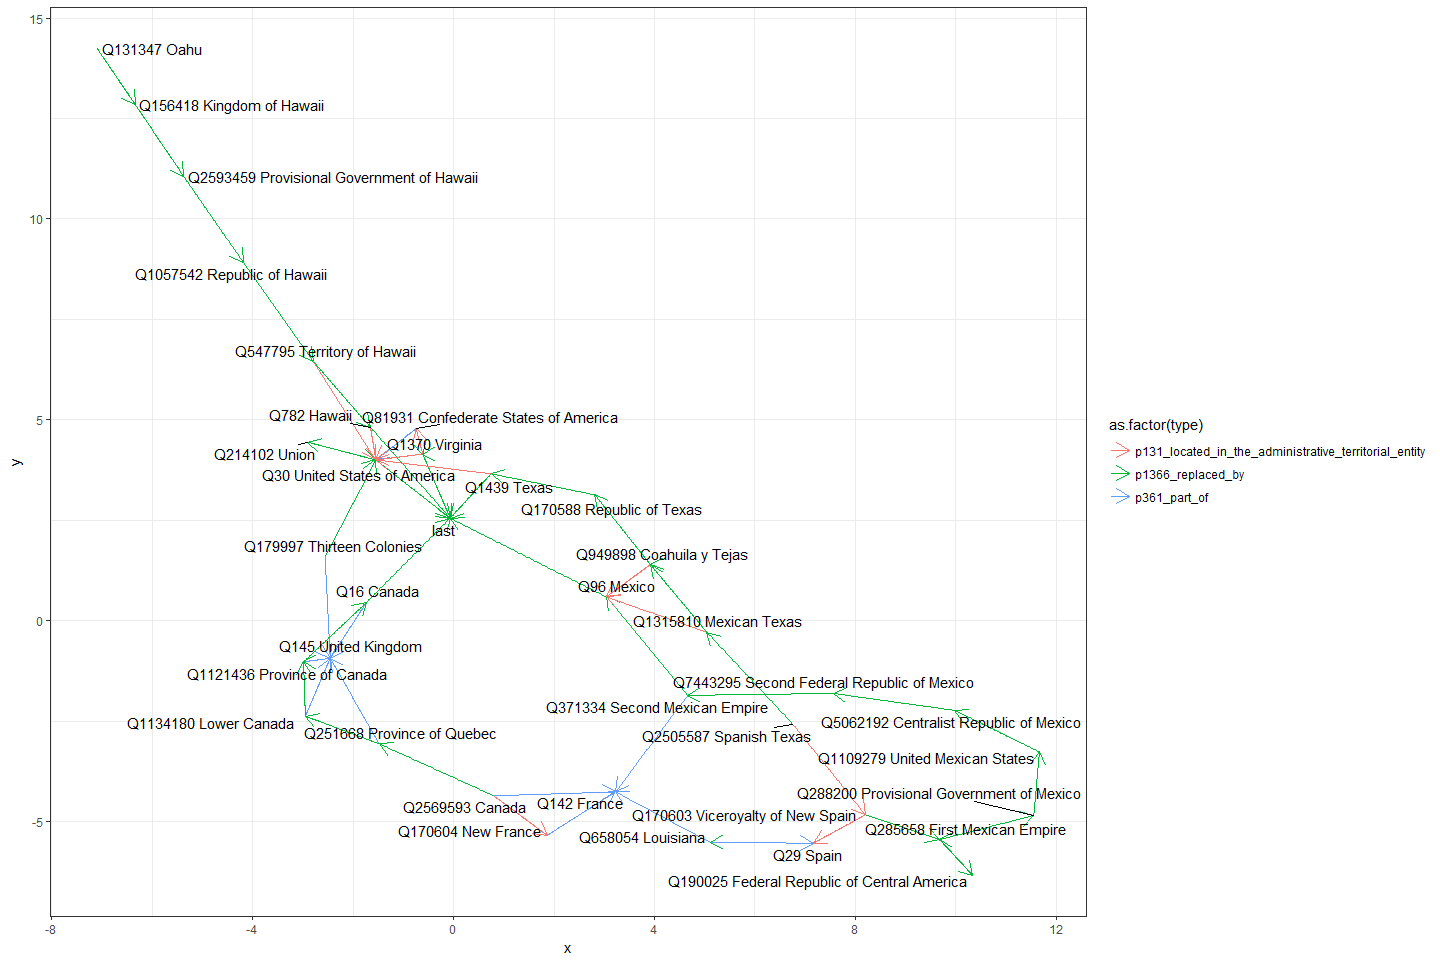 15
Q131347 Oahu
Q156418 Kingdom of Hawaii
Q2593459 Provisional Government of Hawaii
10
Q1057542 Republic of Hawaii
Q547795 Territory of Hawaii
5
Q782 Hawaii
Q81931 Confederate States of America
Q1370 Virginia
Q214102 Union
Q30 United States of America
Q1439 Texas
Q170588 Republic of Texas
last
Q179997 Thirteen Colonies
Q949898 Coahuila y Tejas
Q96 Mexico
Q16 Canada
0
Q1315810 Mexican Texas
Q145 United Kingdom
Q1121436 Province of Canada
Q7443295 Second Federal Republic of Mexico
Q371334 Second Mexican Empire
Q1134180 Lower Canada
Q5062192 Centralist Republic of Mexico
Q251668 Province of Quebec
Q2505587 Spanish Texas
Q1109279 United Mexican States
Q288200 Provisional Government of Mexico
Q2569593 Canada
Q142 France
Q170603 Viceroyalty of New Spain
-5
Q170604 New France
Q285658 First Mexican Empire
Q658054 Louisiana
Q29 Spain
Q190025 Federal Republic of Central America
-8
-4
0
4
8
12
x
y
as.factor(type)
p131_located_in_the_administrative_territorial_entity
p1366_replaced_by
p361_part_of